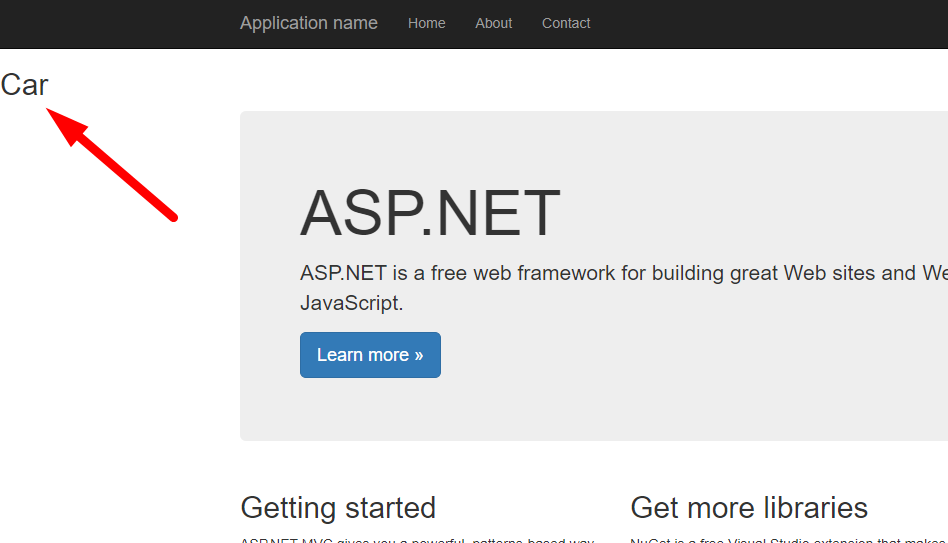 Application name Home About Contact
Car
ASP.NET
ASP.NET is a free web framework for building great Web sites and We
JavaScript.
Learn more »
Getting started Get more libraries
ASP.NET MVC gives you a powerful, patterns-based way NuGet is a free Visual Studio extension that makes